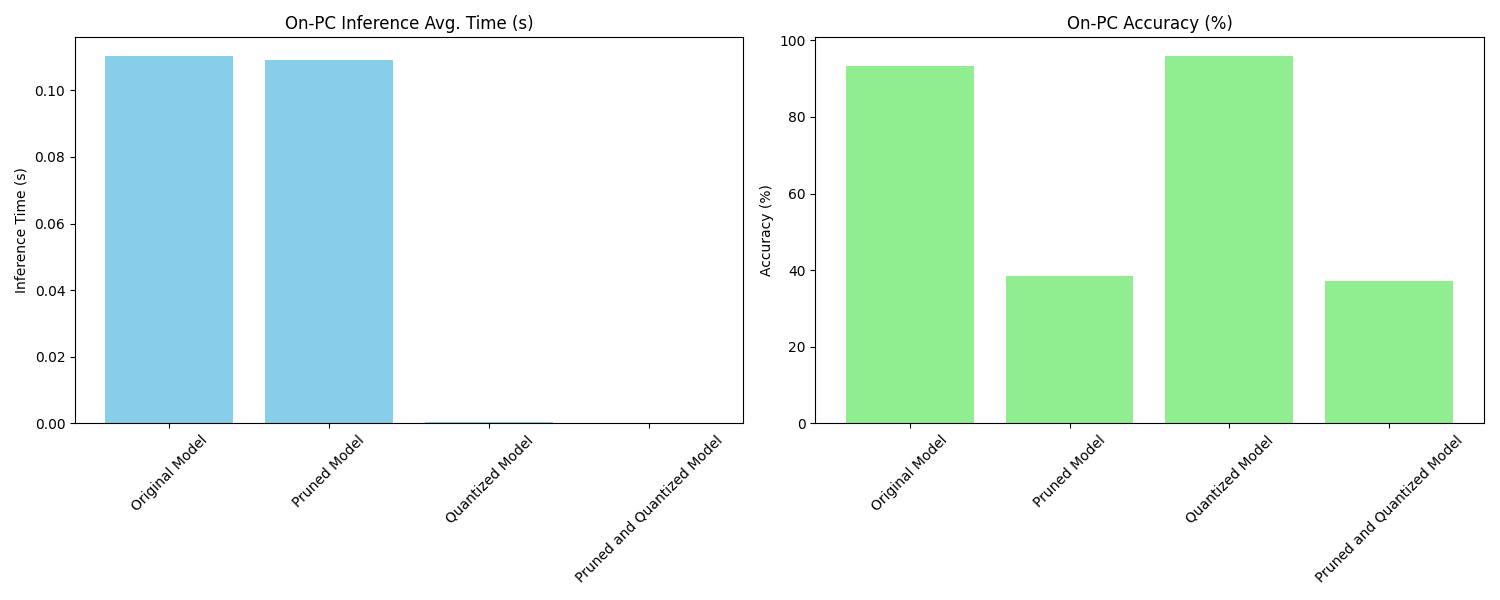 On-PC Inference Avg. Time (s)
Inference Time (s)
0.10
0.08
0.06
0.04
0.02
0.00
Original Model
Pruned Model
Quantized Model
Pruned and Quantized Model
On-PC Accuracy (%)
Accuracy (%)
100
80
60
40
20
0
Original Model
Pruned Model
Quantized Model
Pruned and Quantized Model